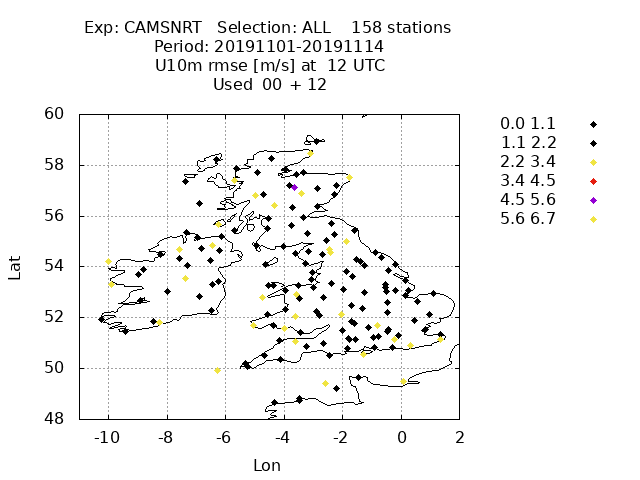 Exp: CAMSNRT Selection: ALL 158 stations
Period: 20191101-20191114
U10m rmse [m/s] at 12 UTC
Used 00 + 12
60
58
56
54
52
50
48
Lat
-10 -8 -6 -4 -2 0 2
Lon
0.0 1.1
1.1 2.2
2.2 3.4
3.4 4.5
4.5 5.6
5.6 6.7